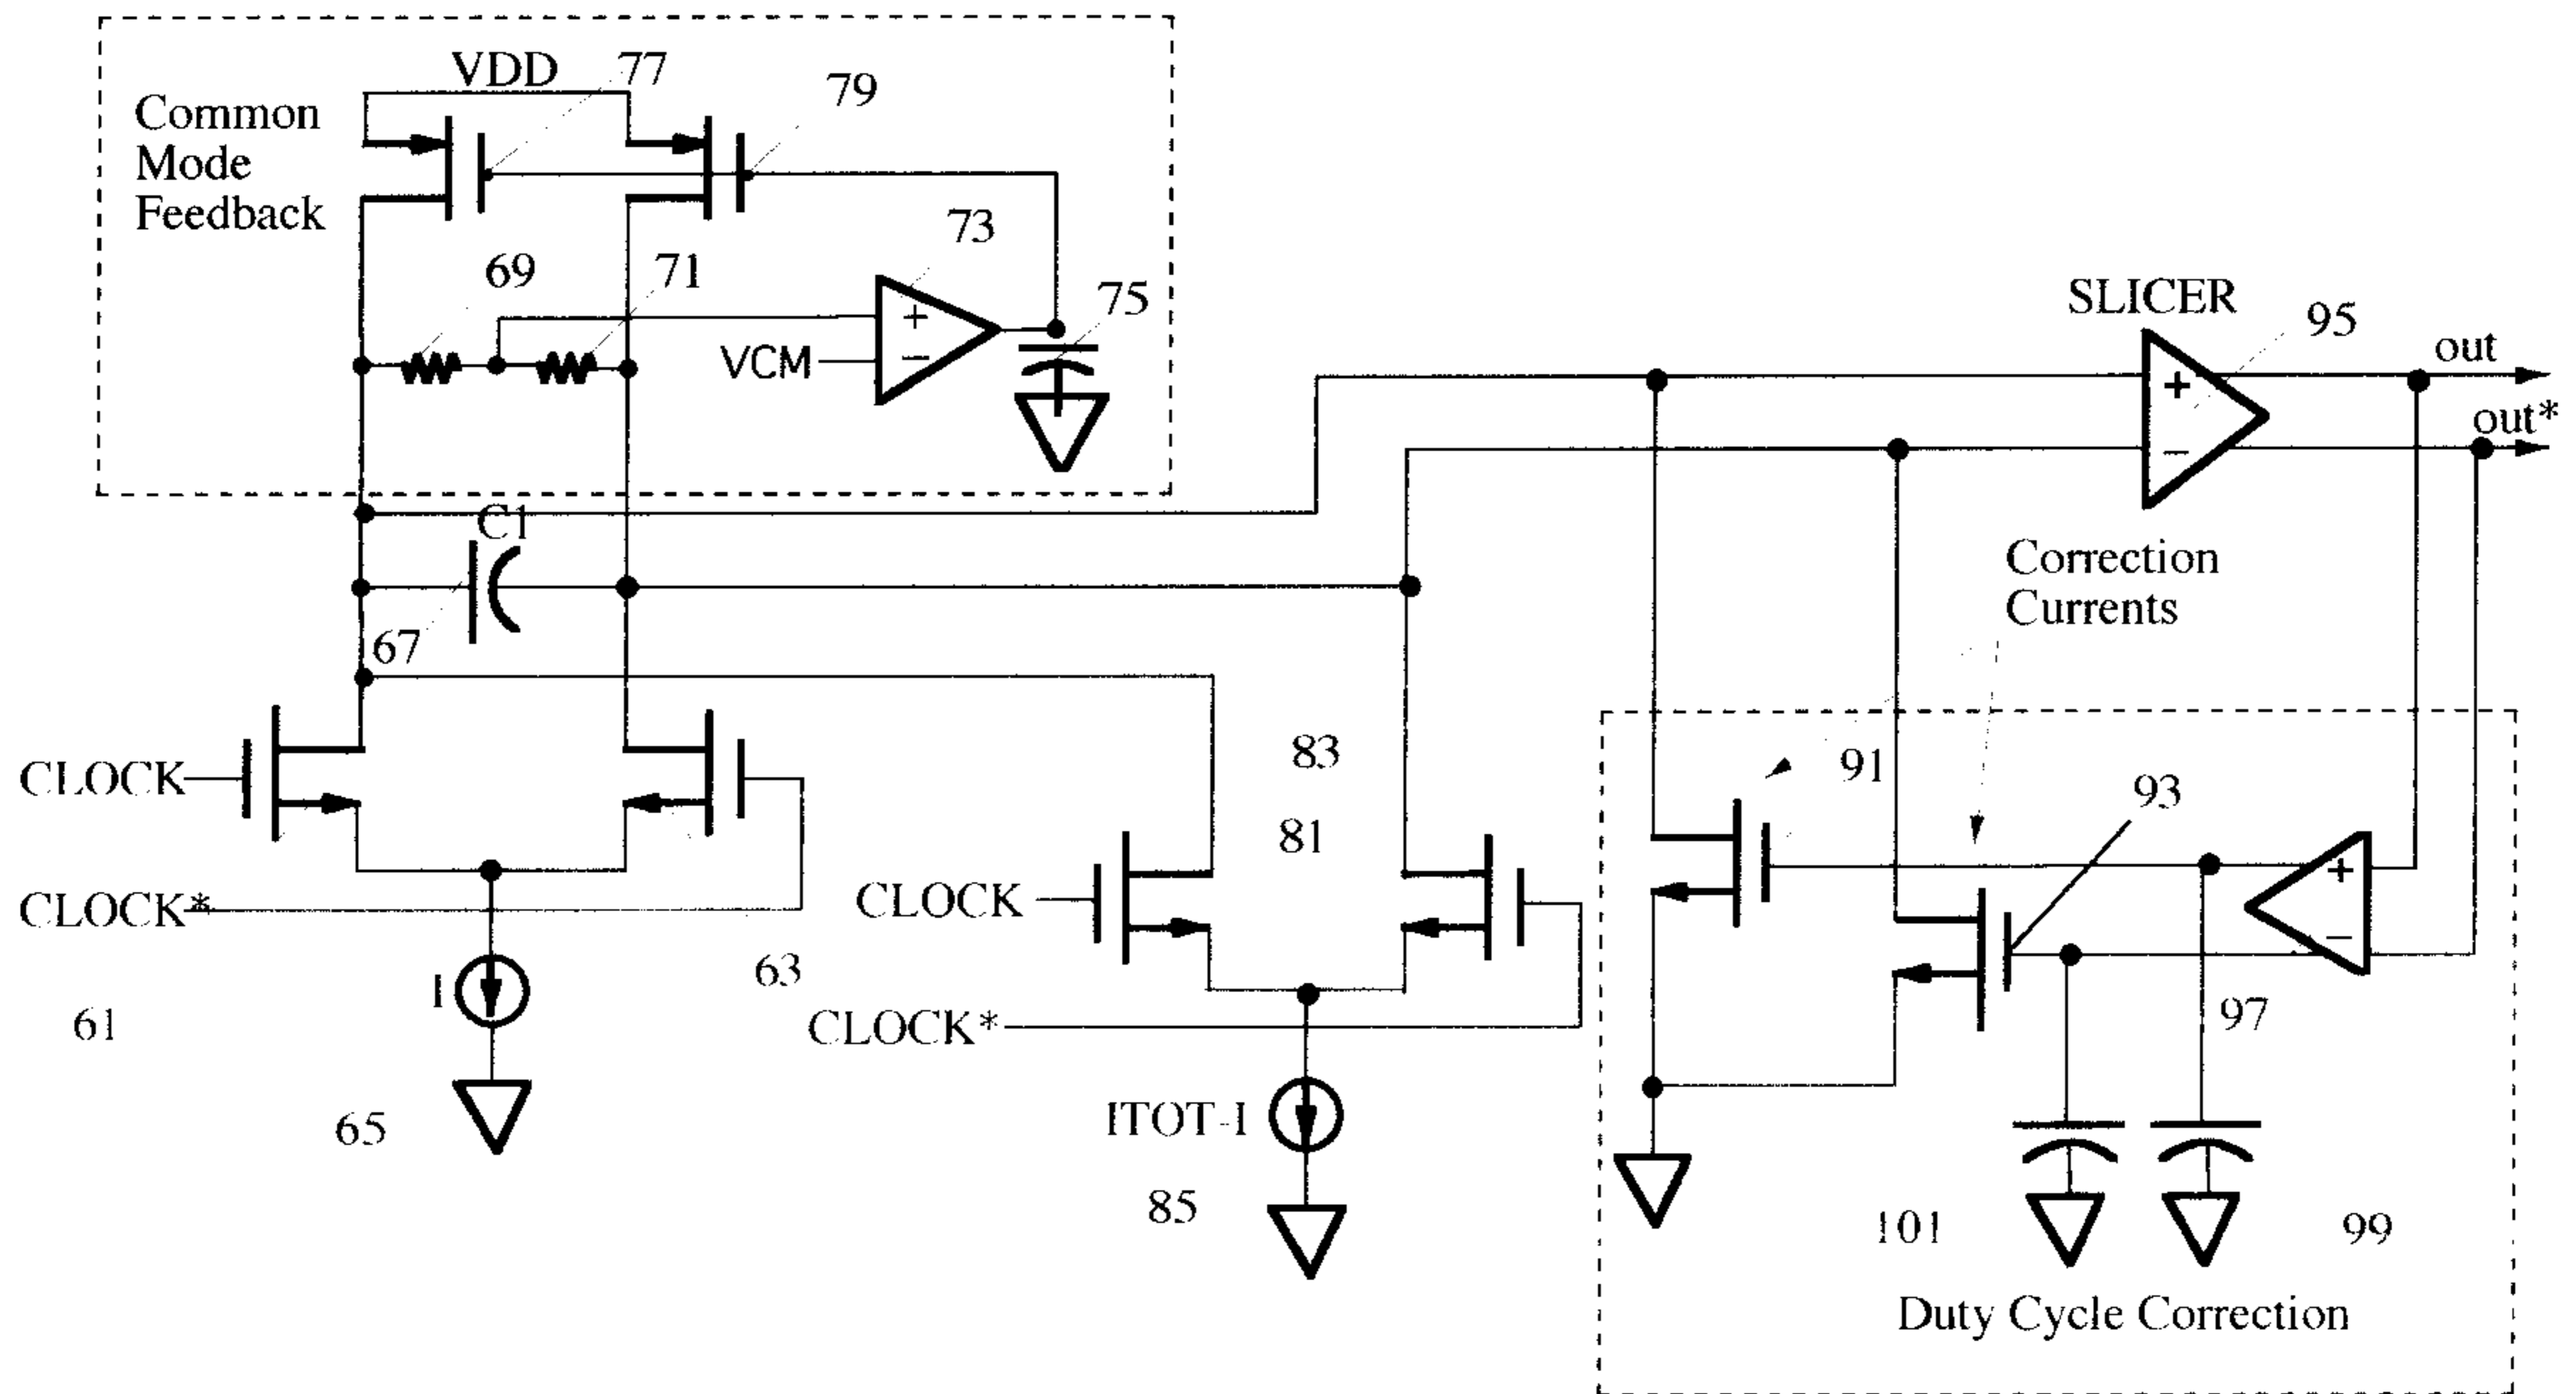 VDD
77
79
Common
Mode
Feedback
73
69
71
75
+
−
VCM
SLICER
95
out
out*
+
−
C1
Correction
Currents
67
83
91
93
CLOCK
81
+
−
CLOCK
CLOCK*
63
I
61
97
CLOCK*
65
ITOT-I
85
101
99
Duty Cycle Correction